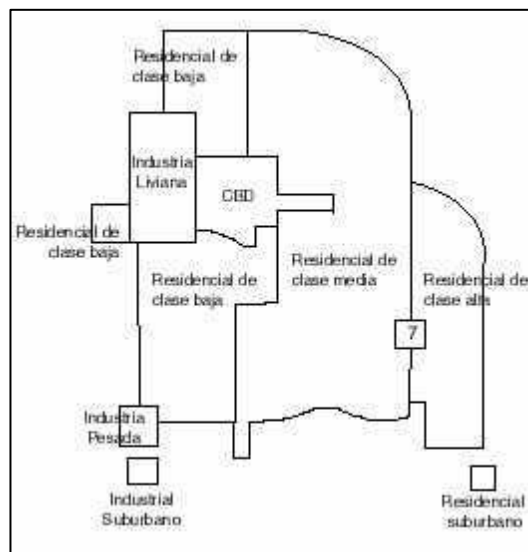 Residencial de
clase baja
Industria
Liviana
CBD
Residencial de
clase baja
Residencial de
clase baja
Residencial de
clase media
Residencial de
clase alta
7
Industria
Pesada
Industrial
Suburbano
Residencial
suburbano